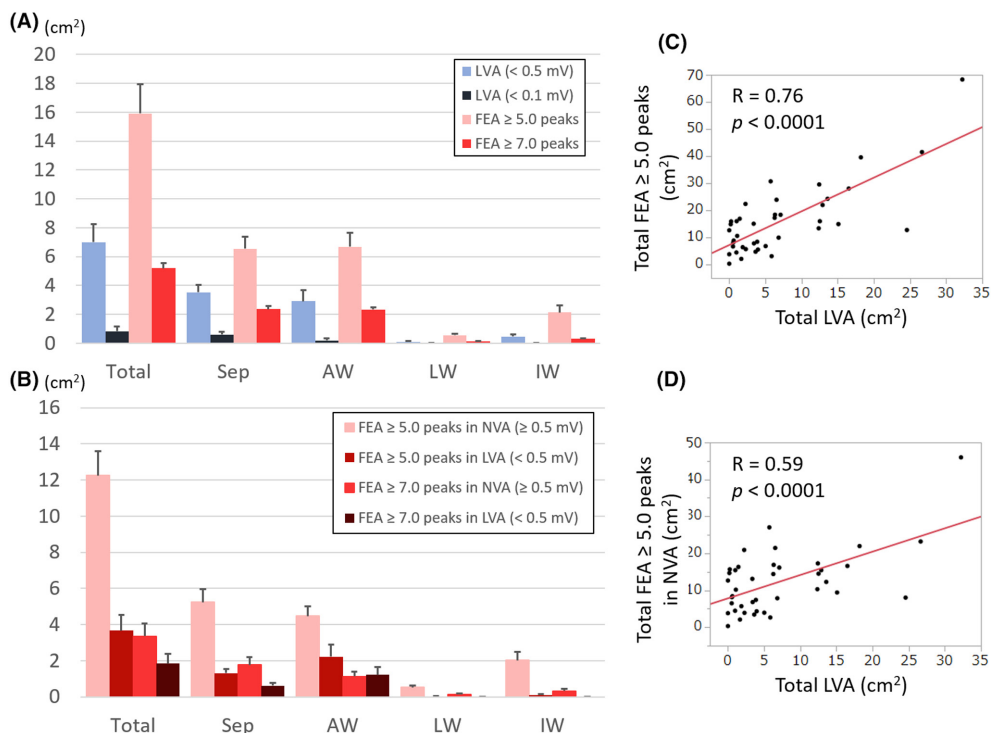 (A) (cm²)
20
18
16
14
12
10
8
6
4
2
0
LVA (< 0.5 mV)
LVA (< 0.1 mV)
FEA ≥ 5.0 peaks
FEA ≥ 7.0 peaks
Total Sep AW LW IW
(B) (cm²)
16
14
12
10
8
6
4
2
0
FEA ≥ 5.0 peaks in NVA (≥ 0.5 mV)
FEA ≥ 5.0 peaks in LVA (< 0.5 mV)
FEA ≥ 7.0 peaks in NVA (≥ 0.5 mV)
FEA ≥ 7.0 peaks in LVA (< 0.5 mV)
Total Sep AW LW IW
(C)
Total FEA ≥ 5.0 peaks
(cm²)
70
60
50
40
30
20
10
0
R = 0.76
p < 0.0001
0 5 10 15 20 25 30 35
Total LVA (cm²)
(D)
Total FEA ≥ 5.0 peaks
in NVA (cm²)
50
40
30
20
10
0
R = 0.59
p < 0.0001
0 5 10 15 20 25 30 35
Total LVA (cm²)